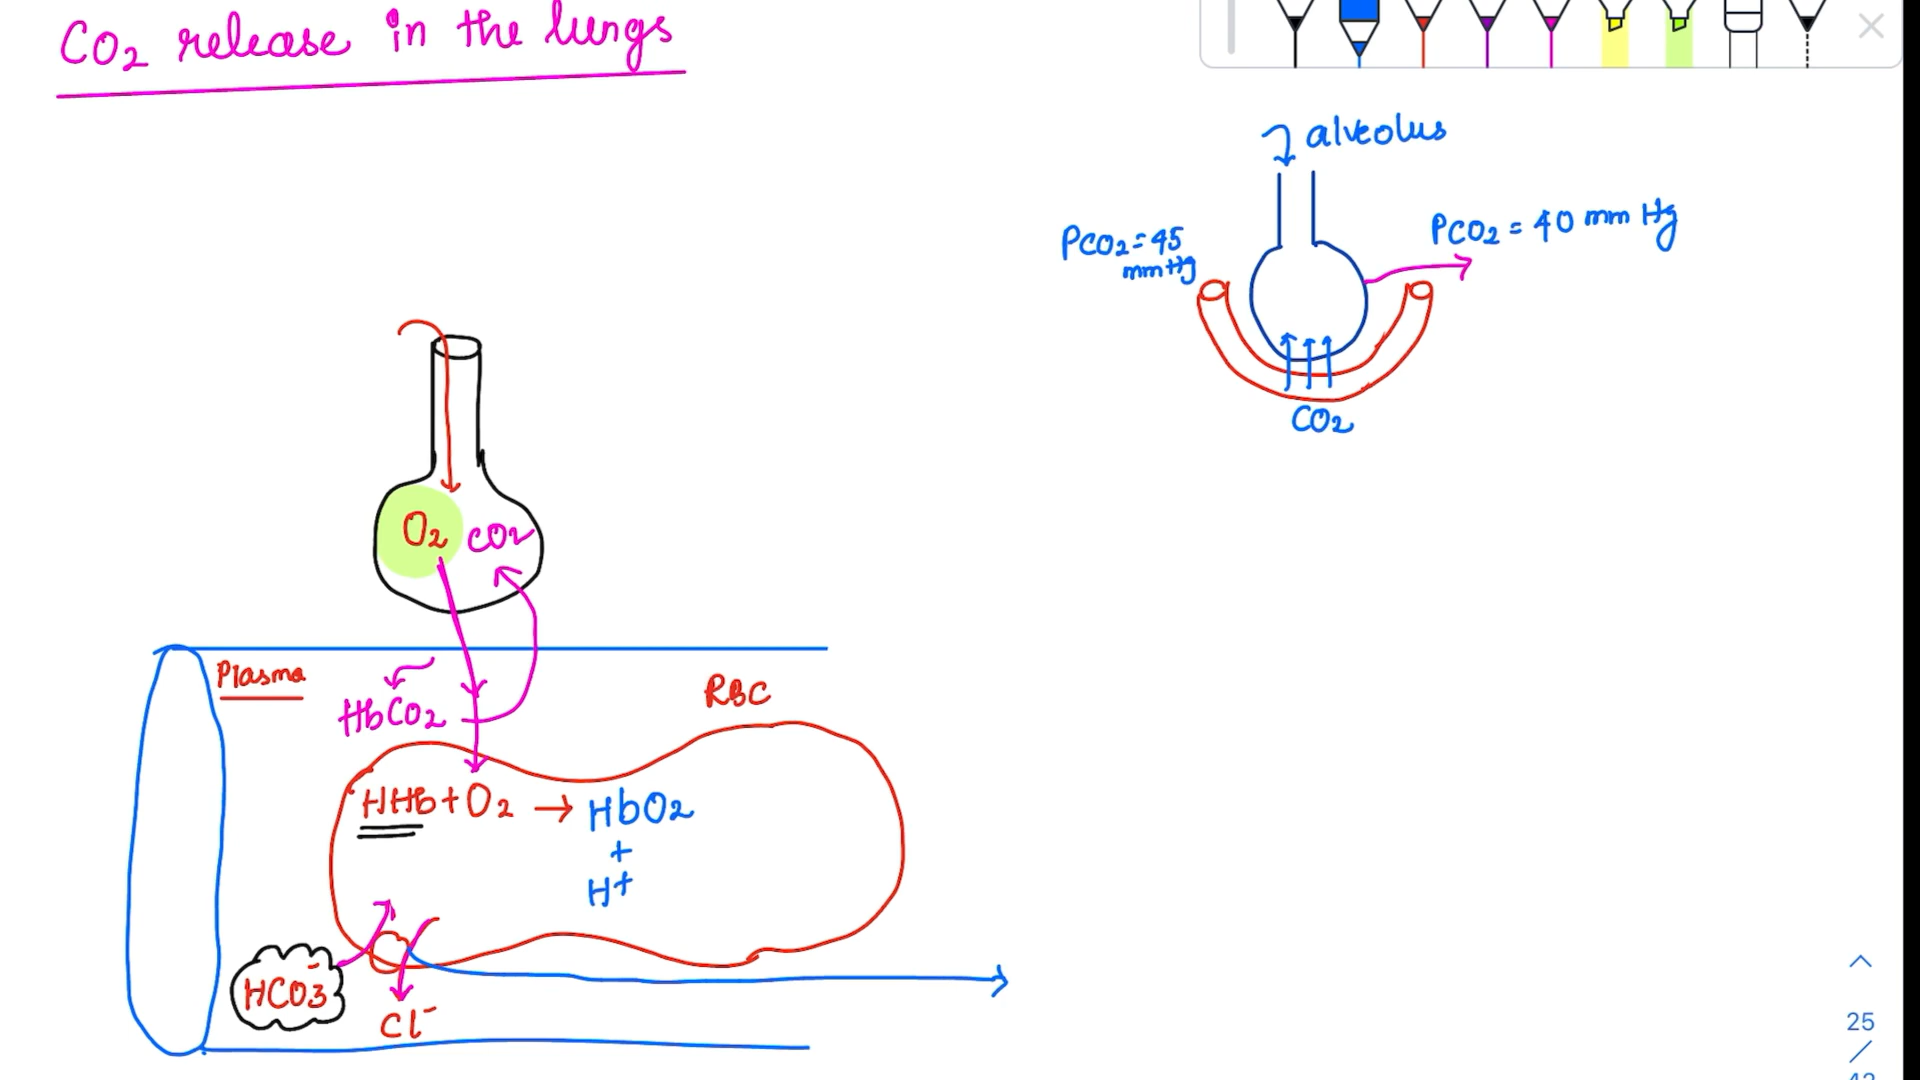 CO2 release in the lungs
alveolus
PCO2 = 45
mmHg
PCO2 = 40 mm Hg
CO2
O2 CO2
Plasma
HbCO2
RBC
HHb + O2 → HbO2
+
H+
HCO3-
Cl-
25
/